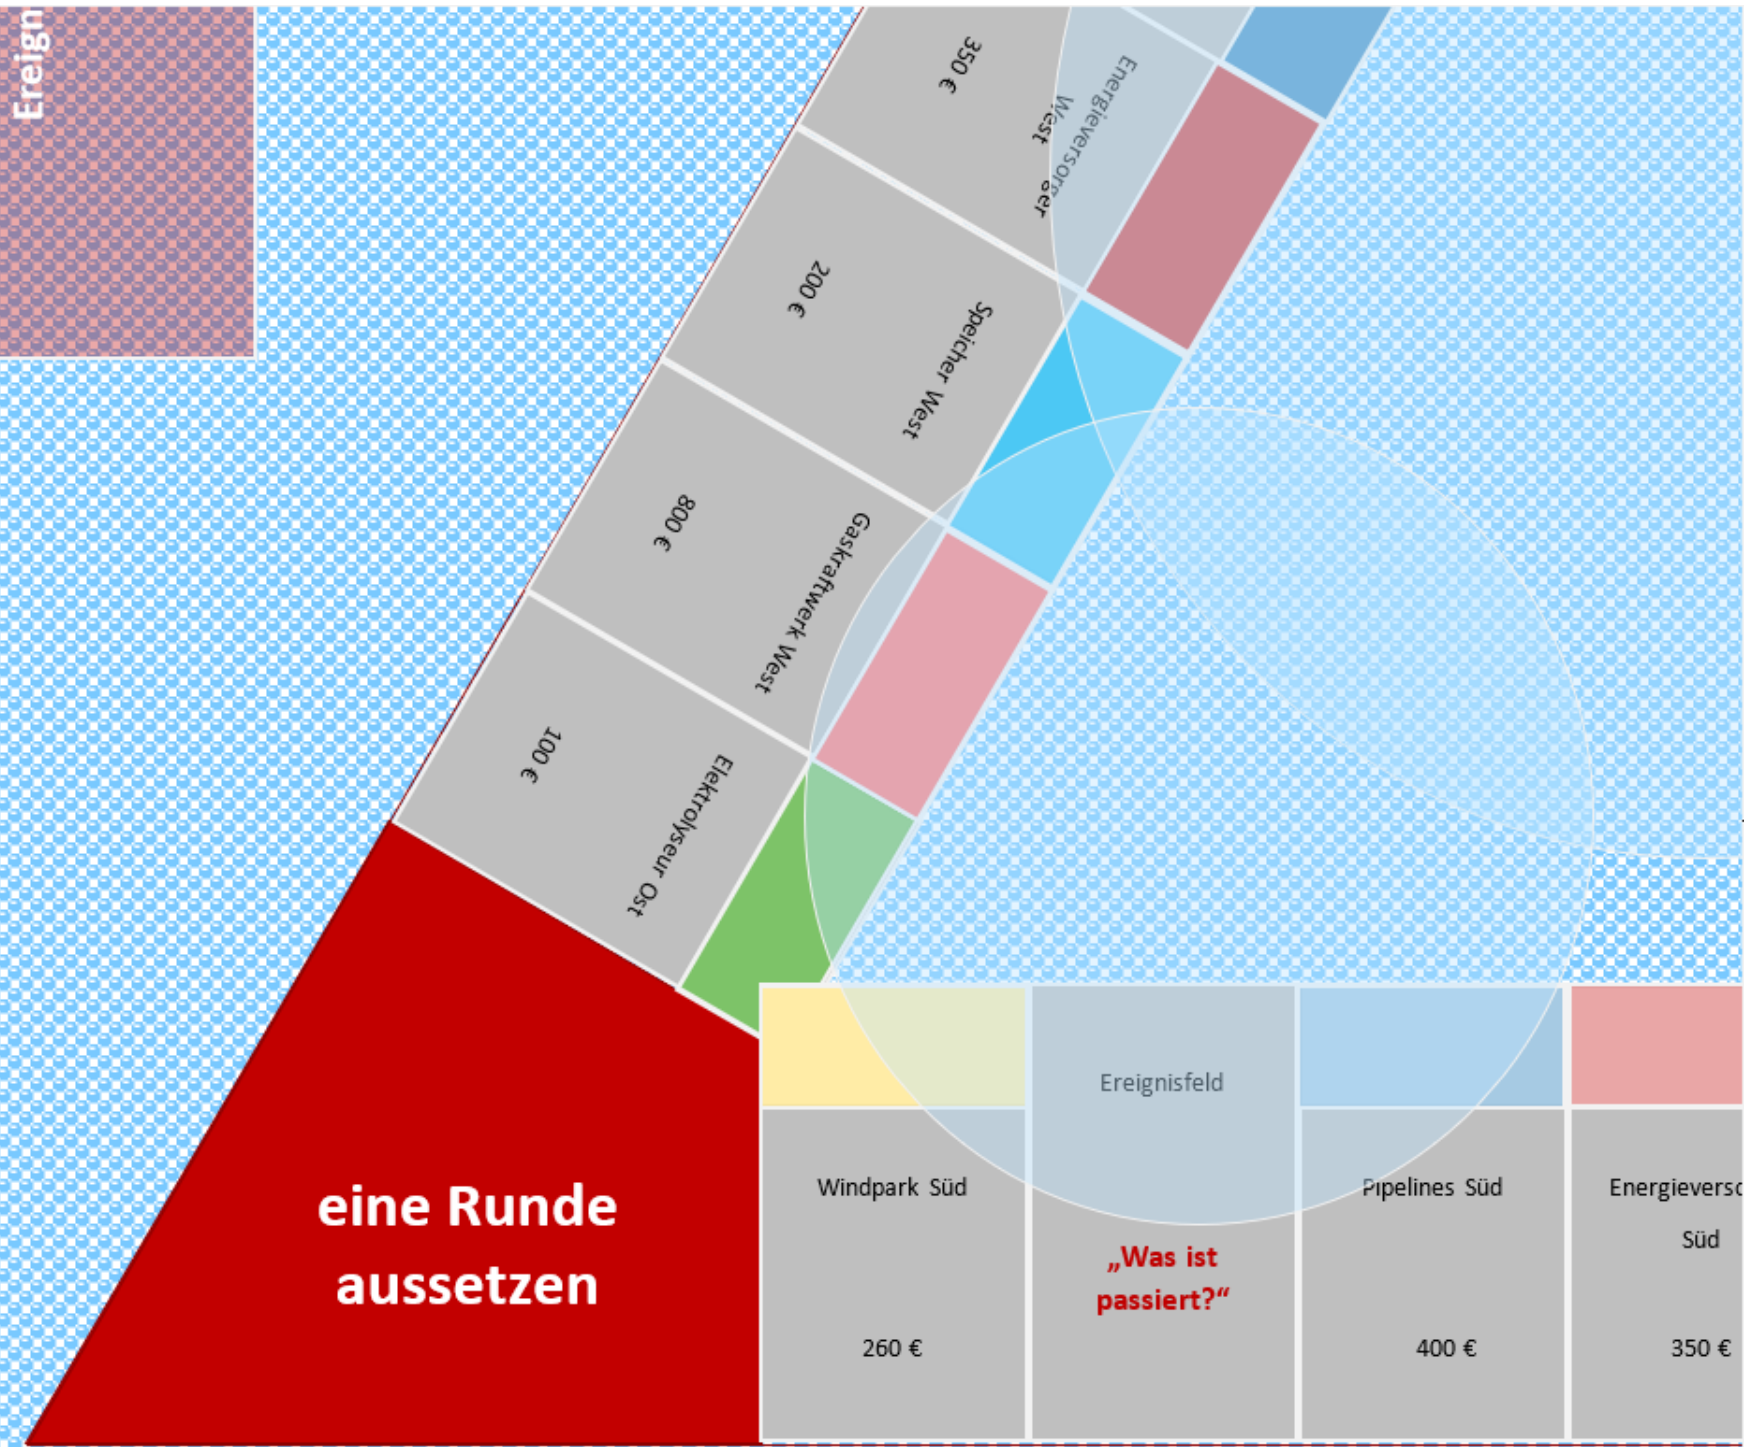 Ereign
350 €
Energieversorger
West
200 €
Speicher West
800 €
Gaskraftwerk West
100 €
Elektrolyseur Ost
eine Runde
aussetzen
Windpark Süd
260 €
Ereignisfeld
„Was ist
passiert?“
Pipelines Süd
400 €
Energieversc
Süd
350 €